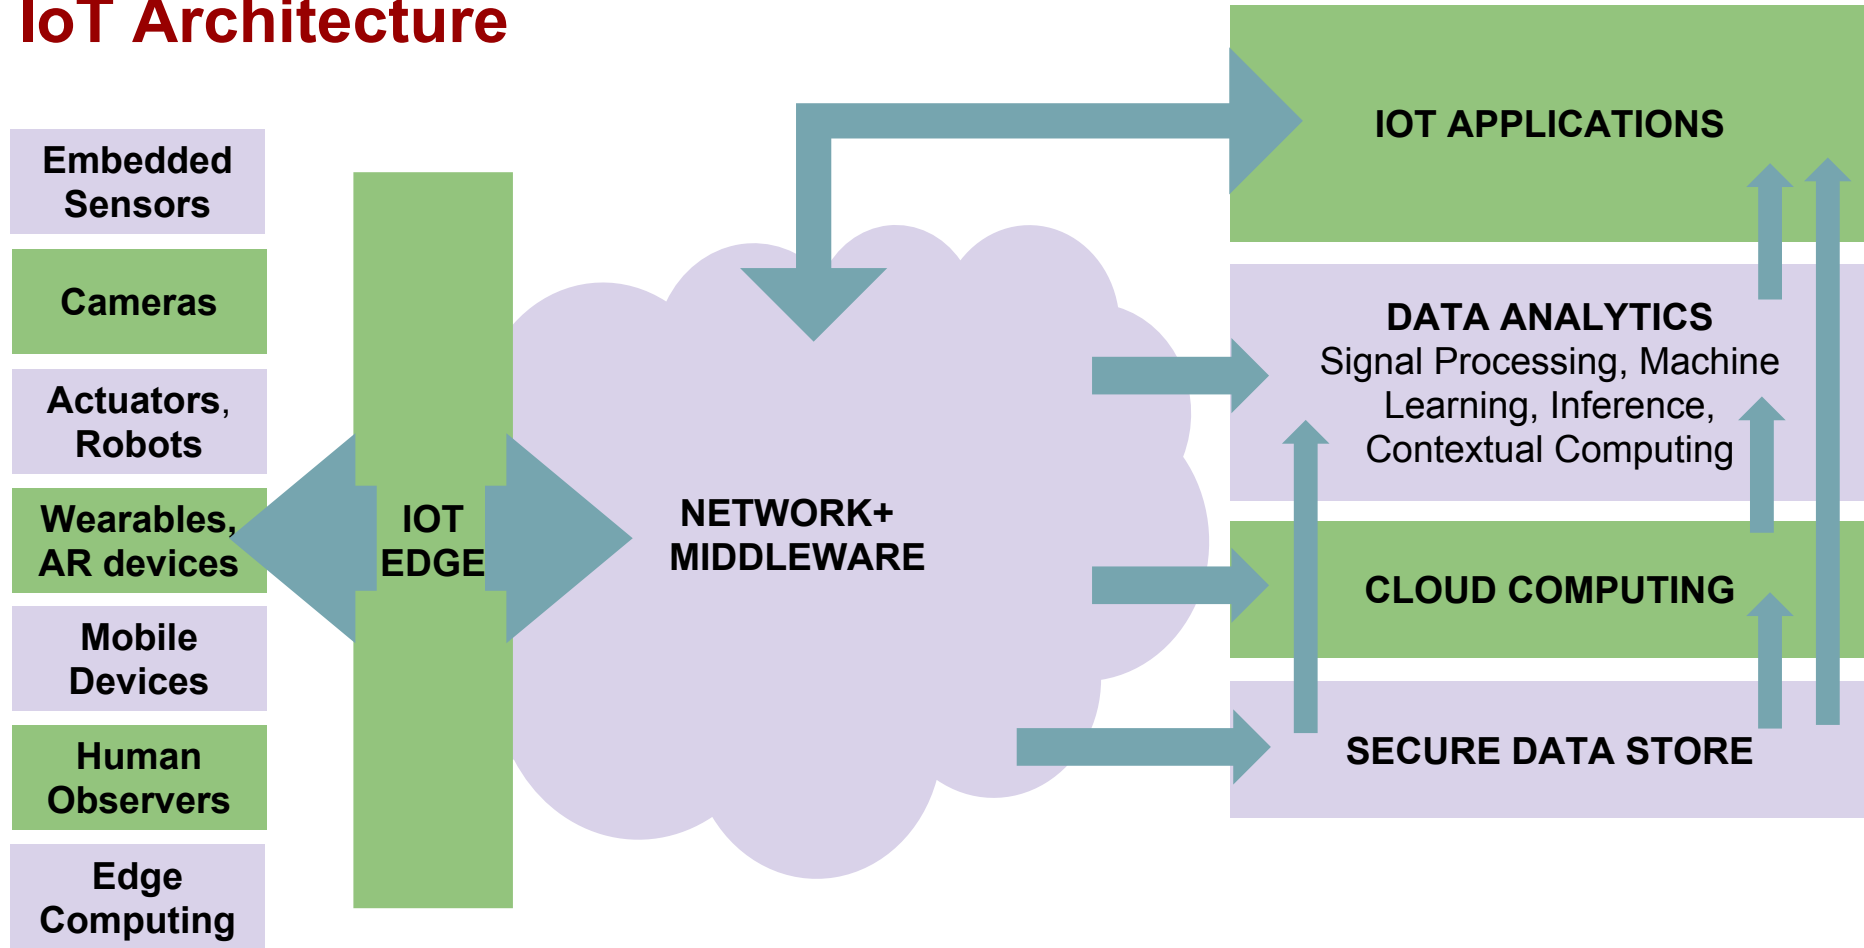 IoT Architecture
Embedded
Sensors
Cameras
Actuators,
Robots
Wearables,
AR devices
Mobile
Devices
Human
Observers
Edge
Computing
IOT
EDGE
NETWORK+
MIDDLEWARE
IOT APPLICATIONS
DATA ANALYTICS
Signal Processing, Machine
Learning, Inference,
Contextual Computing
CLOUD COMPUTING
SECURE DATA STORE